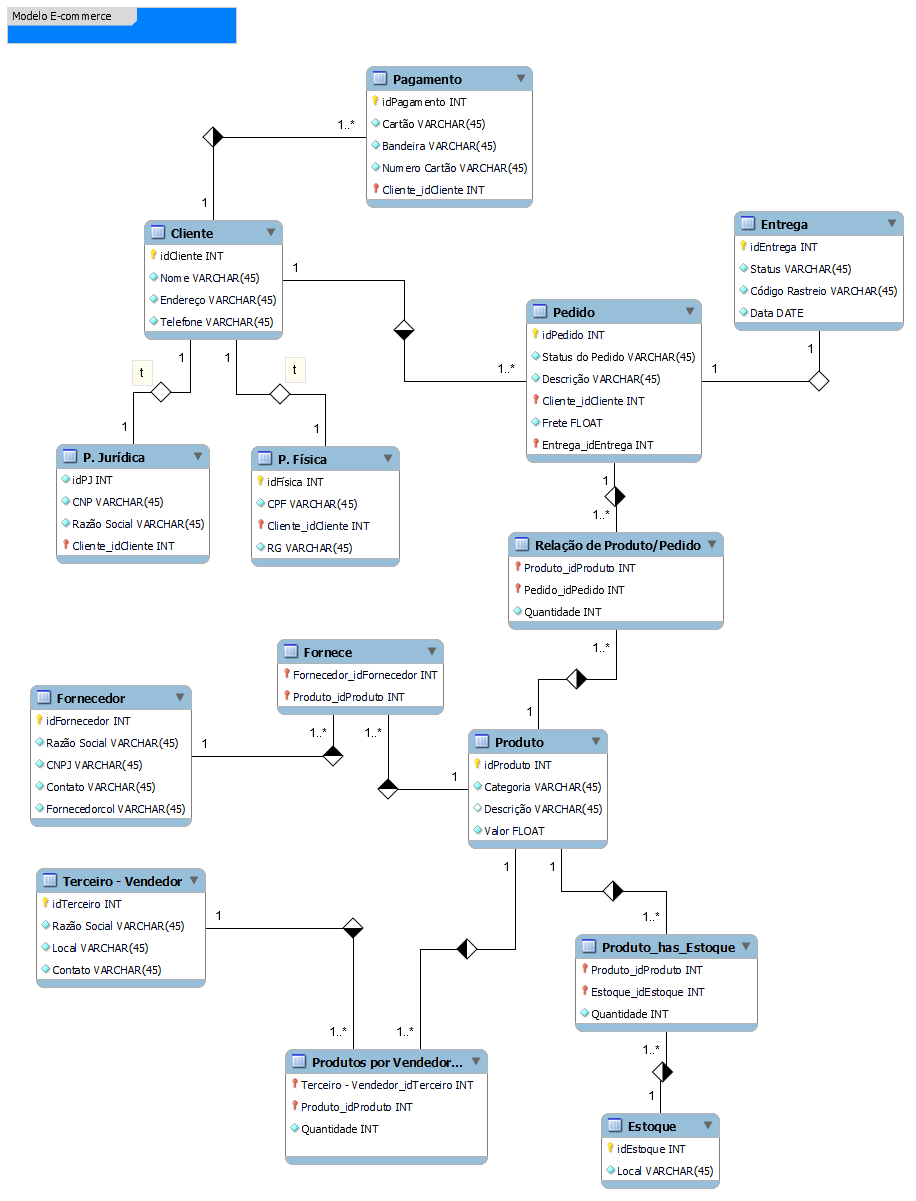 Modelo E-commerce
Pagamento
idPagamento INT
Cartão VARCHAR(45)
Bandeira VARCHAR(45)
Numero Cartão VARCHAR(45)
Cliente_idCliente INT
1..*
1
Cliente
idCliente INT
Nome VARCHAR(45)
Endereço VARCHAR(45)
Telefone VARCHAR(45)
1
1..*
Entrega
idEntrega INT
Status VARCHAR(45)
Código Rastreio VARCHAR(45)
Data DATE
1
1
Pedido
idPedido INT
Status do Pedido VARCHAR(45)
Descrição VARCHAR(45)
Cliente_idCliente INT
Frete FLOAT
Entrega_idEntrega INT
1
1
t
t
1
1
P. Jurídica
idPJ INT
CNP VARCHAR(45)
Razão Social VARCHAR(45)
Cliente_idCliente INT
P. Física
idFísica INT
CPF VARCHAR(45)
Cliente_idCliente INT
RG VARCHAR(45)
1
1..*
Relação de Produto/Pedido
Produto_idProduto INT
Pedido_idPedido INT
Quantidade INT
1..*
1
Fornece
Fornecedor_idFornecedor INT
Produto_idProduto INT
1..*
1..*
1
1
Fornecedor
idFornecedor INT
Razão Social VARCHAR(45)
CNPJ VARCHAR(45)
Contato VARCHAR(45)
Fornecedorcol VARCHAR(45)
Produto
idProduto INT
Categoria VARCHAR(45)
Descrição VARCHAR(45)
Valor FLOAT
1
1
Terceiro - Vendedor
idTerceiro INT
Razão Social VARCHAR(45)
Local VARCHAR(45)
Contato VARCHAR(45)
1
1..*
Produto_has_Estoque
Produto_idProduto INT
Estoque_idEstoque INT
Quantidade INT
1..*
1..*
1..*
1
Produtos por Vendedor...
Terceiro - Vendedor_idTerceiro INT
Produto_idProduto INT
Quantidade INT
Estoque
idEstoque INT
Local VARCHAR(45)